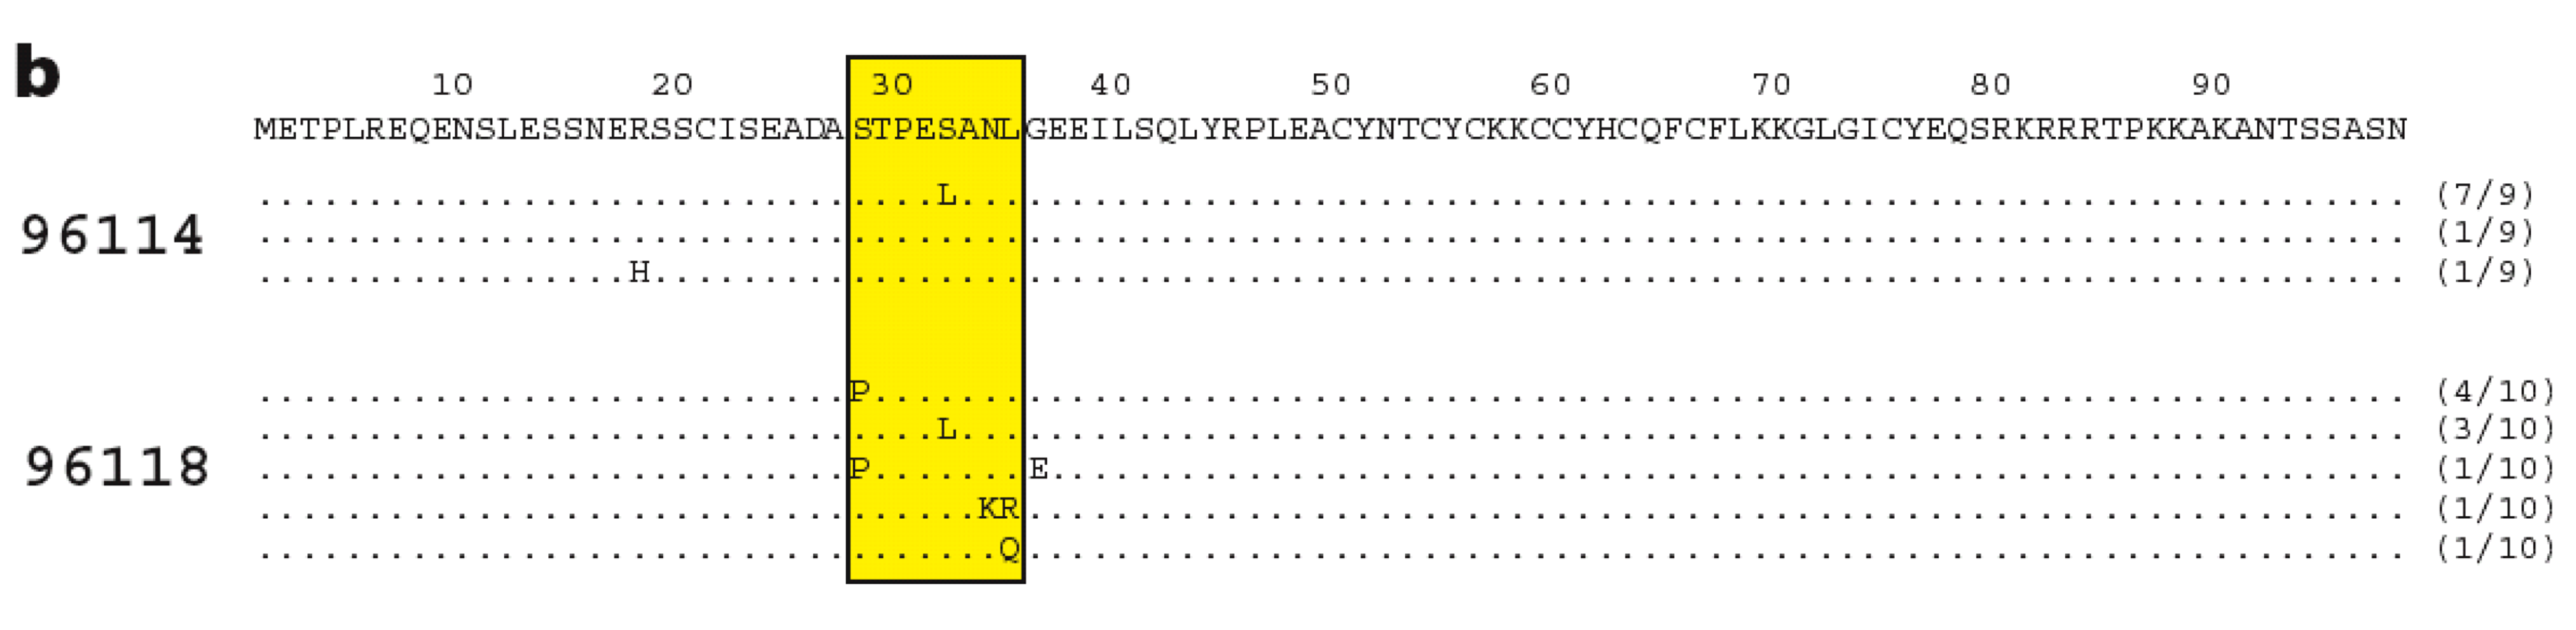 b
10 20 30 40 50 60 70 80 90
METPLREQENSLESSNERSSCISEADASTPESANLGEEILSQLYRPLEACYNTCYCKKCCYHCQFCFLKKGLGICYEQSRKRRRTPKKAKANTSSASN
...............................L.................................................................. (7/9)
96114 .................................................................................................. (1/9)
.................H................................................................................ (1/9)
...........................P...................................................................... (4/10)
...............................L.................................................................. (3/10)
96118 ...........................P.......E.............................................................. (1/10)
.................................KR............................................................... (1/10)
..................................Q............................................................... (1/10)